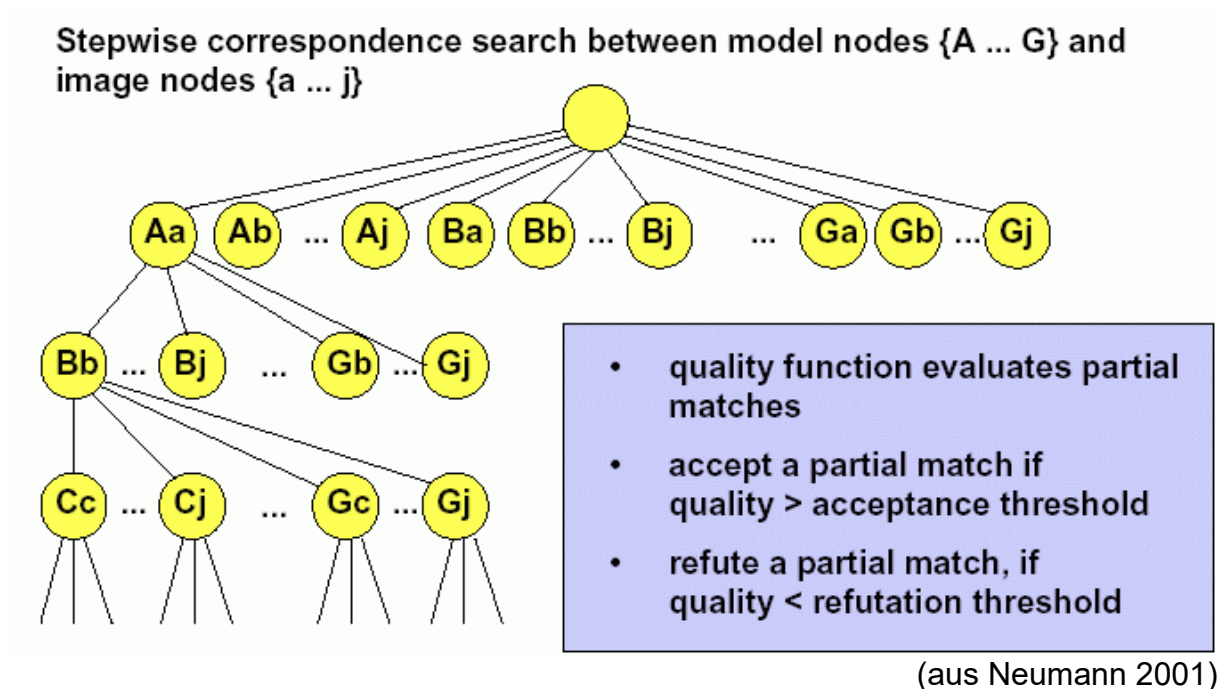 Stepwise correspondence search between model nodes {A ... G} and
image nodes {a ... j}
Aa Ab ... Aj Ba Bb ... Bj ... Ga Gb ... Gj
Bb ... Bj ... Gb ... Gj
Cc ... Cj ... Gc ... Gj
• quality function evaluates partial
matches
• accept a partial match if
quality > acceptance threshold
• refute a partial match, if
quality < refutation threshold
(aus Neumann 2001)